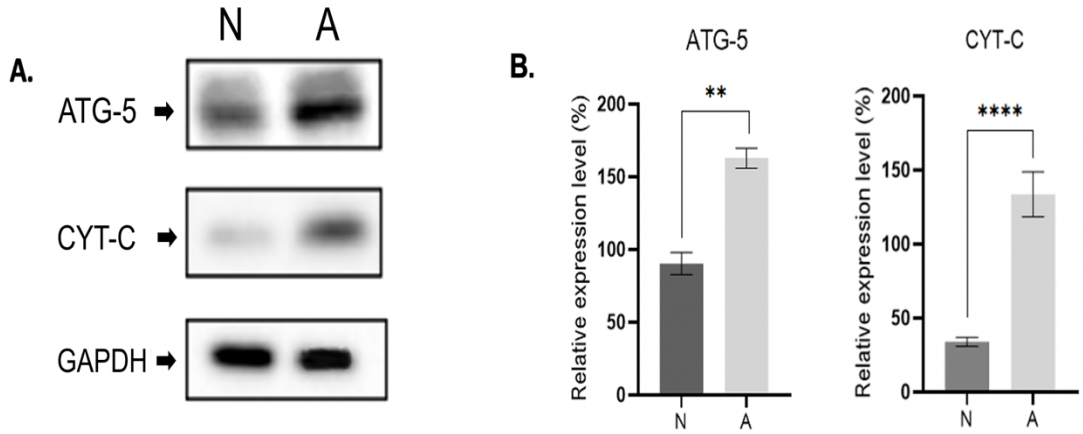 A.
N A
ATG-5
CYT-C
GAPDH
B.
ATG-5
**
Relative expression level (%)
200
150
100
50
0
N A
CYT-C
****
Relative expression level (%)
200
150
100
50
0
N A